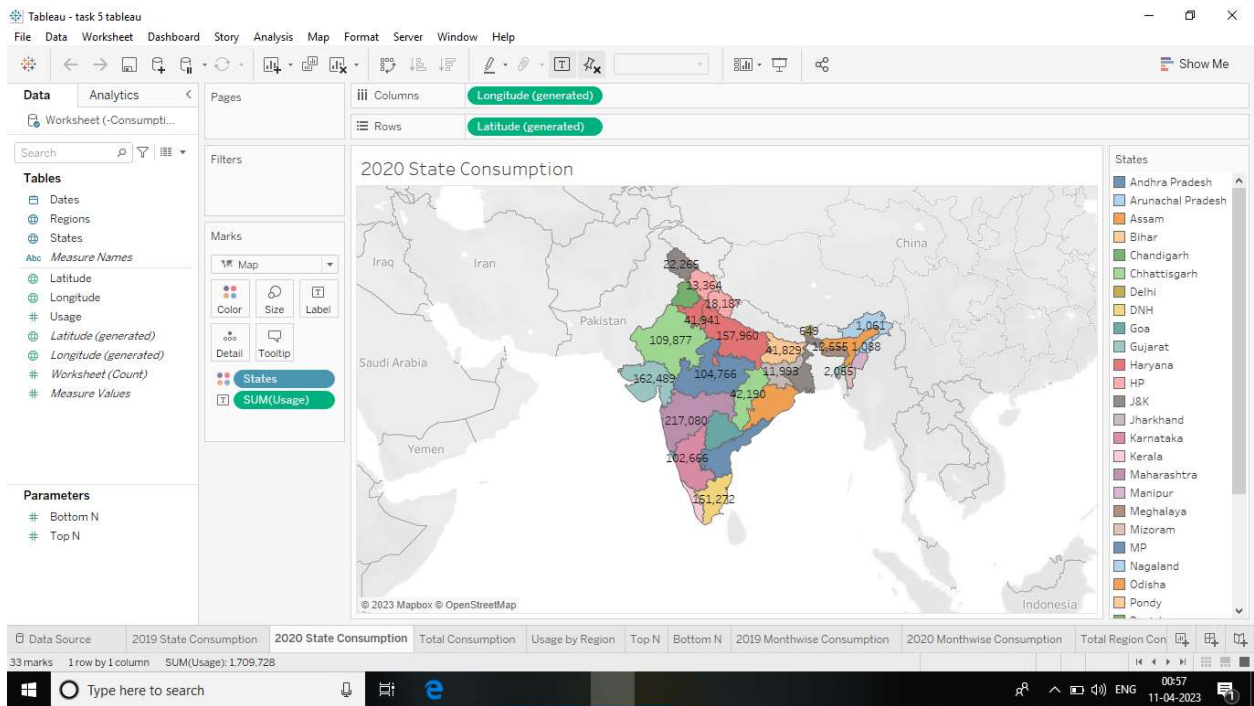 Tableau - task 5 tableau
File Data Worksheet Dashboard Story Analysis Map Format Server Window Help
Show Me
Data Analytics
Worksheet (-Consumpti...
Search
Tables
Dates
Regions
States
Abc Measure Names
Latitude
Longitude
# Usage
Latitude (generated)
Longitude (generated)
# Worksheet (Count)
# Measure Values
Parameters
# Bottom N
# Top N
Pages
Filters
Marks
Map
Color Size Label
Detail Tooltip
States
SUM(Usage)
Columns Longitude (generated)
Rows Latitude (generated)
2020 State Consumption
Iraq
Iran
Pakistan
China
Saudi Arabia
Yemen
Indonesia
22,265
13,364
18,187
41,941
157,960
109,877
649
1,061
41,829
12,555
1,088
162,489
104,766
11,993
2,065
42,190
217,080
102,666
151,272
© 2023 Mapbox © OpenStreetMap
States
Andhra Pradesh
Arunachal Pradesh
Assam
Bihar
Chandigarh
Chhattisgarh
Delhi
DNH
Goa
Gujarat
Haryana
HP
J&K
Jharkhand
Karnataka
Kerala
Maharashtra
Manipur
Meghalaya
Mizoram
MP
Nagaland
Odisha
Pondy
Data Source 2019 State Consumption 2020 State Consumption Total Consumption Usage by Region Top N Bottom N 2019 Monthwise Consumption 2020 Monthwise Consumption Total Region Con
33 marks 1 row by 1 column SUM(Usage): 1,709,728
Type here to search
ENG
00:57
11-04-2023
1